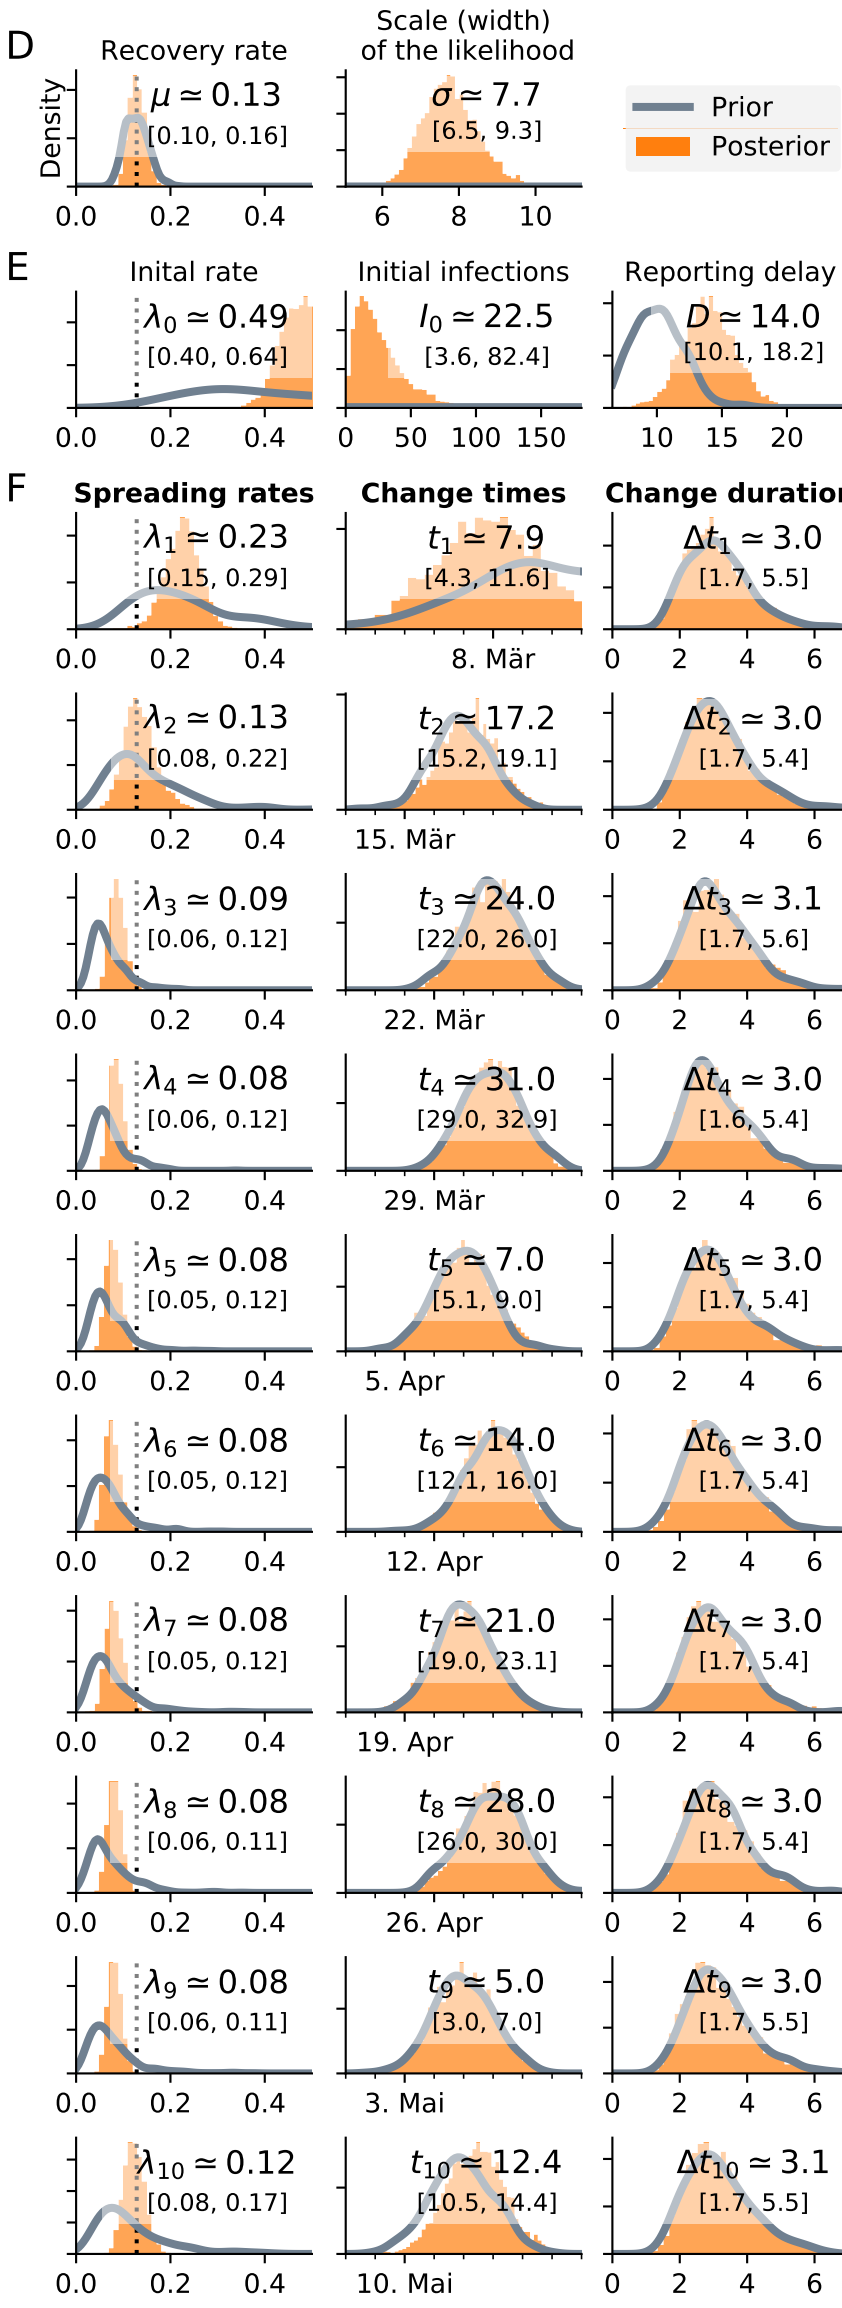 D
Recovery rate
Scale (width)
of the likelihood
Density
μ ≃ 0.13
[0.10, 0.16]
0.0 0.2 0.4
σ ≃ 7.7
[6.5, 9.3]
6 8 10
Prior
Posterior
E
Inital rate
λ0 ≃ 0.49
[0.40, 0.64]
0.0 0.2 0.4
Initial infections
I0 ≃ 22.5
[3.6, 82.4]
0 50 100 150
Reporting delay
D ≃ 14.0
[10.1, 18.2]
10 15 20
F
Spreading rates
Change times
Change duration
λ1 ≃ 0.23
[0.15, 0.29]
0.0 0.2 0.4
t1 ≃ 7.9
[4.3, 11.6]
8. Mär
Δt1 ≃ 3.0
[1.7, 5.5]
0 2 4 6
λ2 ≃ 0.13
[0.08, 0.22]
0.0 0.2 0.4
t2 ≃ 17.2
[15.2, 19.1]
15. Mär
Δt2 ≃ 3.0
[1.7, 5.4]
0 2 4 6
λ3 ≃ 0.09
[0.06, 0.12]
0.0 0.2 0.4
t3 ≃ 24.0
[22.0, 26.0]
22. Mär
Δt3 ≃ 3.1
[1.7, 5.6]
0 2 4 6
λ4 ≃ 0.08
[0.06, 0.12]
0.0 0.2 0.4
t4 ≃ 31.0
[29.0, 32.9]
29. Mär
Δt4 ≃ 3.0
[1.6, 5.4]
0 2 4 6
λ5 ≃ 0.08
[0.05, 0.12]
0.0 0.2 0.4
t5 ≃ 7.0
[5.1, 9.0]
5. Apr
Δt5 ≃ 3.0
[1.7, 5.4]
0 2 4 6
λ6 ≃ 0.08
[0.05, 0.12]
0.0 0.2 0.4
t6 ≃ 14.0
[12.1, 16.0]
12. Apr
Δt6 ≃ 3.0
[1.7, 5.4]
0 2 4 6
λ7 ≃ 0.08
[0.05, 0.12]
0.0 0.2 0.4
t7 ≃ 21.0
[19.0, 23.1]
19. Apr
Δt7 ≃ 3.0
[1.7, 5.4]
0 2 4 6
λ8 ≃ 0.08
[0.06, 0.11]
0.0 0.2 0.4
t8 ≃ 28.0
[26.0, 30.0]
26. Apr
Δt8 ≃ 3.0
[1.7, 5.4]
0 2 4 6
λ9 ≃ 0.08
[0.06, 0.11]
0.0 0.2 0.4
t9 ≃ 5.0
[3.0, 7.0]
3. Mai
Δt9 ≃ 3.0
[1.7, 5.5]
0 2 4 6
λ10 ≃ 0.12
[0.08, 0.17]
0.0 0.2 0.4
t10 ≃ 12.4
[10.5, 14.4]
10. Mai
Δt10 ≃ 3.1
[1.7, 5.5]
0 2 4 6